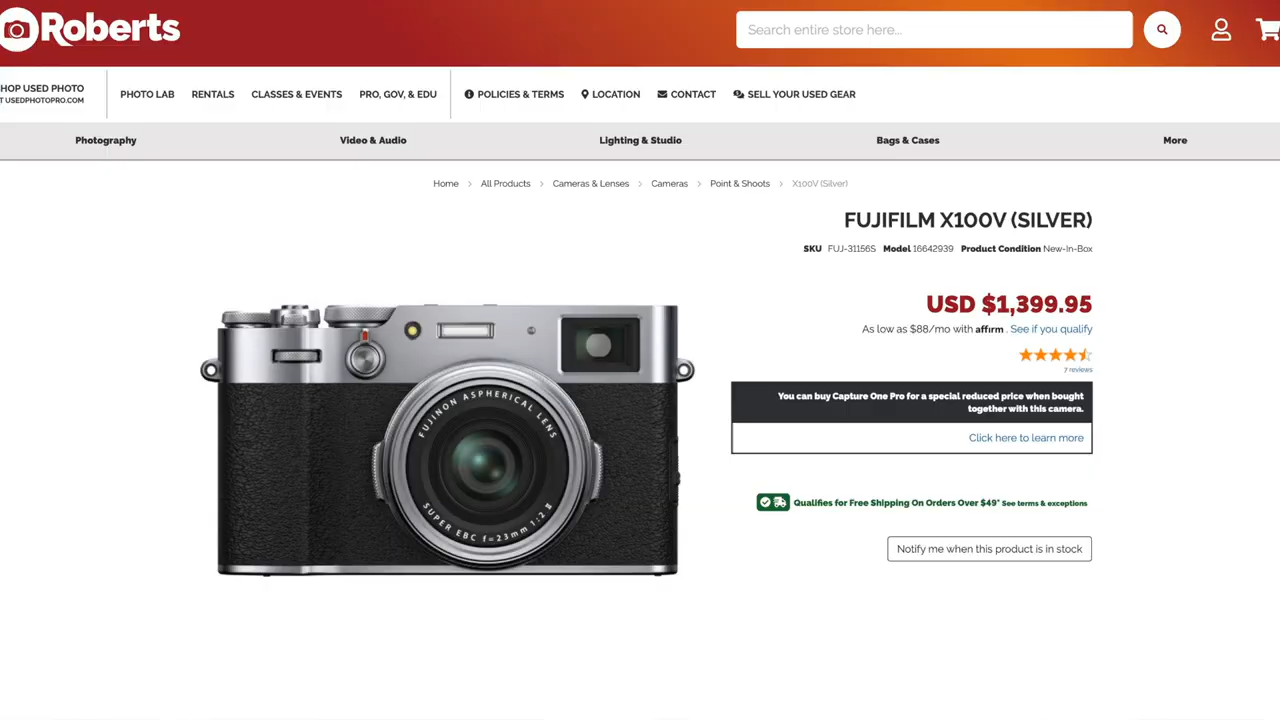 Roberts
Search entire store here...
HOP USED PHOTO
T USEDPHOTOPRO.COM
PHOTO LAB
RENTALS
CLASSES & EVENTS
PRO, GOV, & EDU
POLICIES & TERMS
LOCATION
CONTACT
SELL YOUR USED GEAR
Photography
Video & Audio
Lighting & Studio
Bags & Cases
More
Home > All Products > Cameras & Lenses > Cameras > Point & Shoots > X100V (Silver)
FUJIFILM X100V (SILVER)
SKU FUJ-31156S Model 16642939 Product Condition New-In-Box
USD $1,399.95
As low as $88/mo with affirm . See if you qualify
7 reviews
You can buy Capture One Pro for a special reduced price when bought
together with this camera.
Click here to learn more
Qualifies for Free Shipping On Orders Over $49* See terms & exceptions
Notify me when this product is in stock
FUJINON ASPHERICAL LENS
SUPER EBC f=23mm 1:2 II